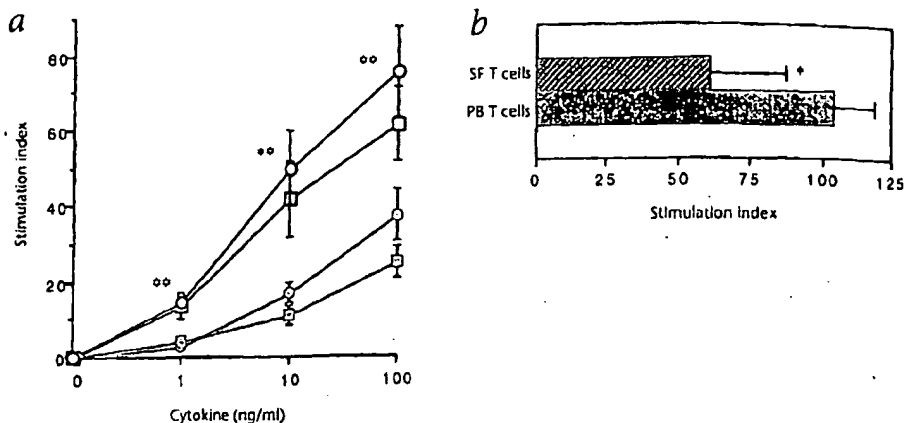 a
80
60
40
20
0
Stimulation index
**
**
**
*
0 1 10 100
Cytokine (ng/ml)
b
SF T cells
PB T cells
*
0 25 50 75 100 125
Stimulation index